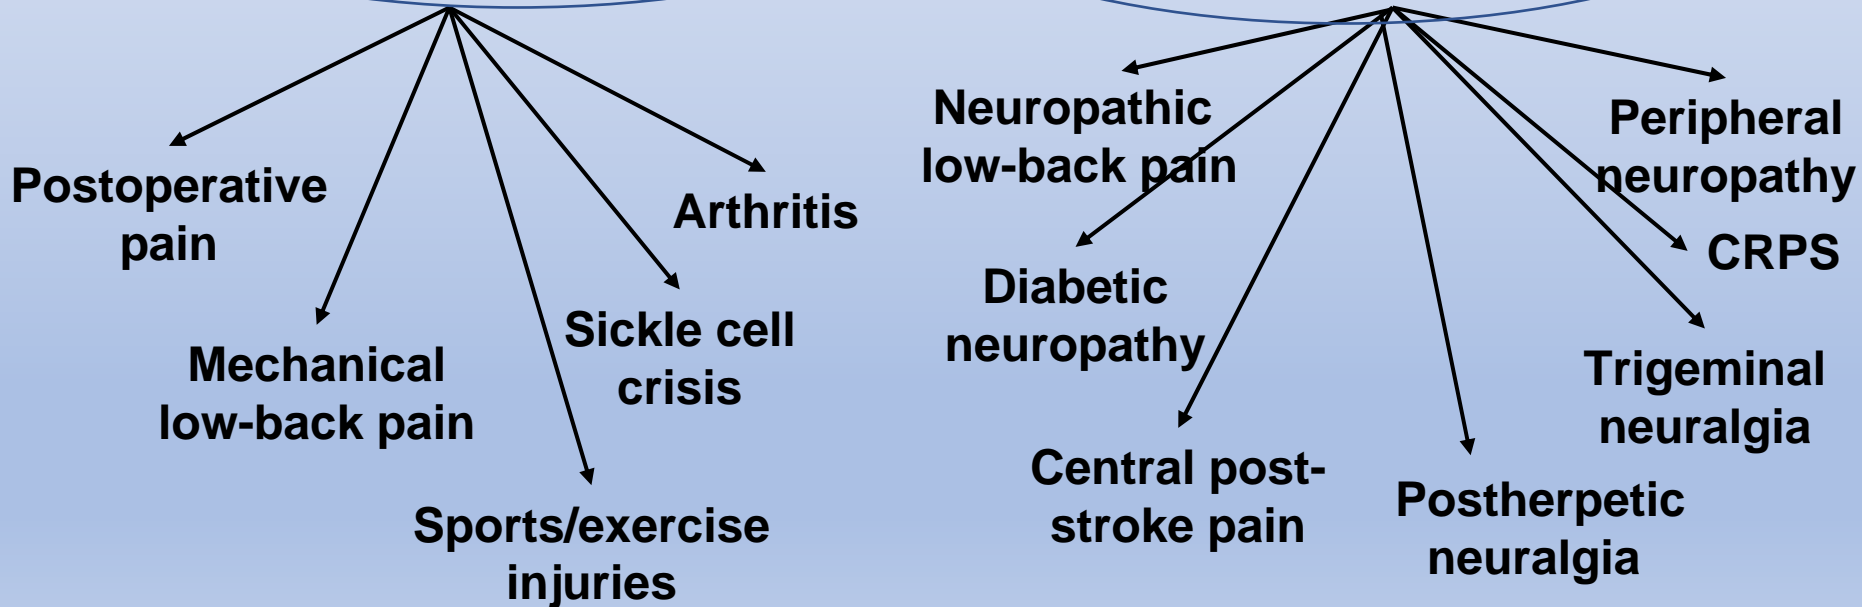 Postoperative
pain
Mechanical
low-back pain
Sports/exercise
injuries
Sickle cell
crisis
Arthritis
Neuropathic
low-back pain
Diabetic
neuropathy
Central post-
stroke pain
Postherpetic
neuralgia
Trigeminal
neuralgia
CRPS
Peripheral
neuropathy